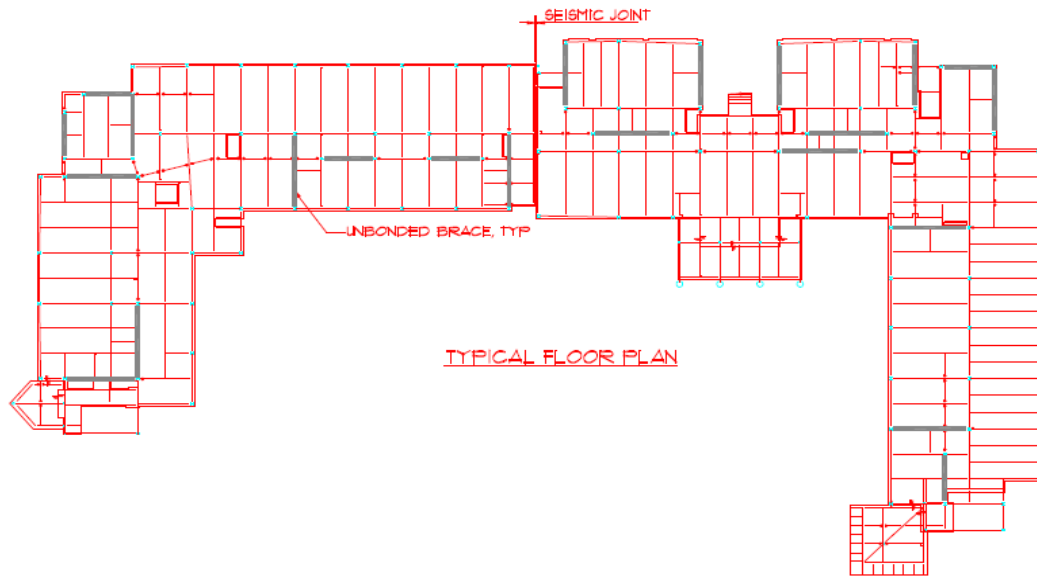 SEISMIC JOINT
UNBONDED BRACE, TYP
TYPICAL FLOOR PLAN